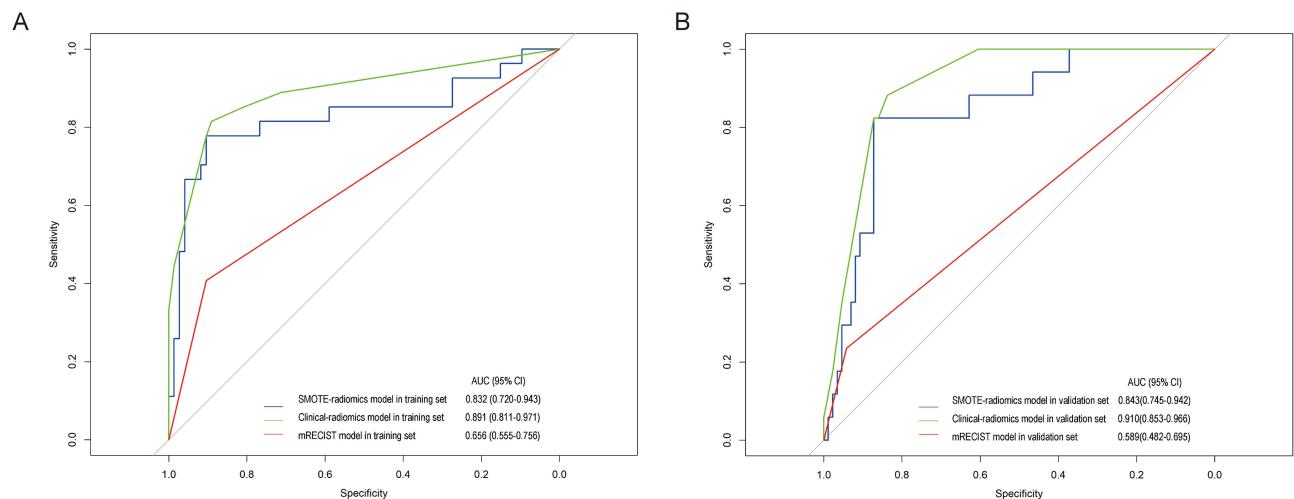 A
1.0
0.8
0.6
0.4
0.2
0.0
Sensitivity
AUC (95% CI)
SMOTE-radiomics model in training set 0.832 (0.720-0.943)
Clinical-radiomics model in training set 0.891 (0.811-0.971)
mRECIST model in training set 0.656 (0.555-0.756)
1.0 0.8 0.6 0.4 0.2 0.0
Specificity
B
1.0
0.8
0.6
0.4
0.2
0.0
Sensitivity
AUC (95% CI)
SMOTE-radiomics model in validation set 0.843(0.745-0.942)
Clinical-radiomics model in validation set 0.910(0.853-0.966)
mRECIST model in validation set 0.589(0.482-0.695)
1.0 0.8 0.6 0.4 0.2 0.0
Specificity